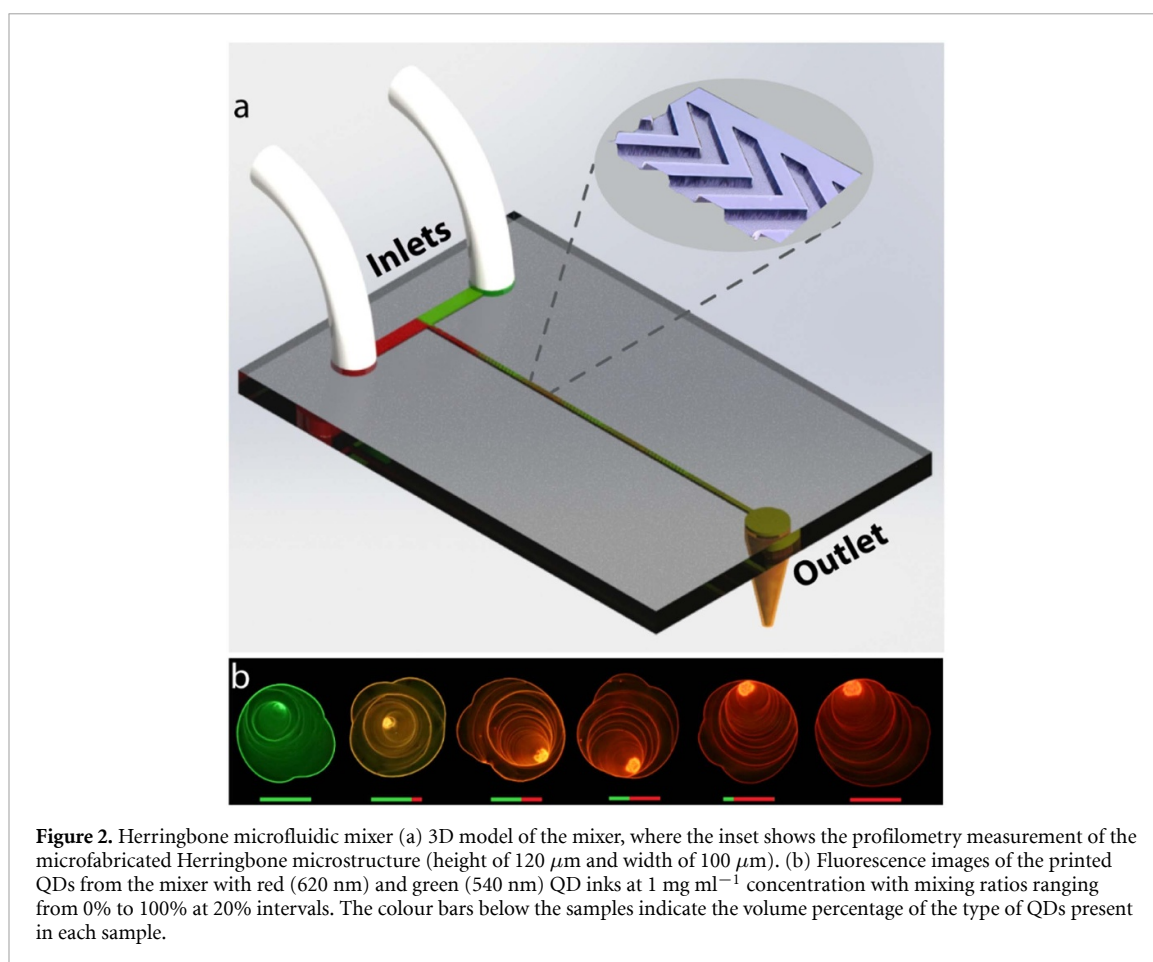 a
Inlets
Outlet
b
Figure 2. Herringbone microfluidic mixer (a) 3D model of the mixer, where the inset shows the profilometry measurement of the
microfabricated Herringbone microstructure (height of 120 μm and width of 100 μm). (b) Fluorescence images of the printed
QDs from the mixer with red (620 nm) and green (540 nm) QD inks at 1 mg ml⁻¹ concentration with mixing ratios ranging
from 0% to 100% at 20% intervals. The colour bars below the samples indicate the volume percentage of the type of QDs present
in each sample.